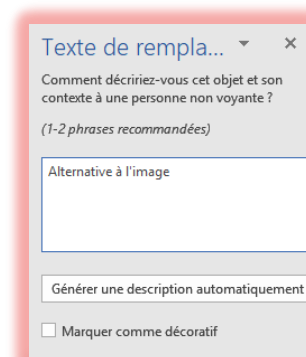 Texte de rempla...
Comment décririez-vous cet objet et son
contexte à une personne non voyante ?
(1-2 phrases recommandées)
Alternative à l'image
Générer une description automatiquement
Marquer comme décoratif